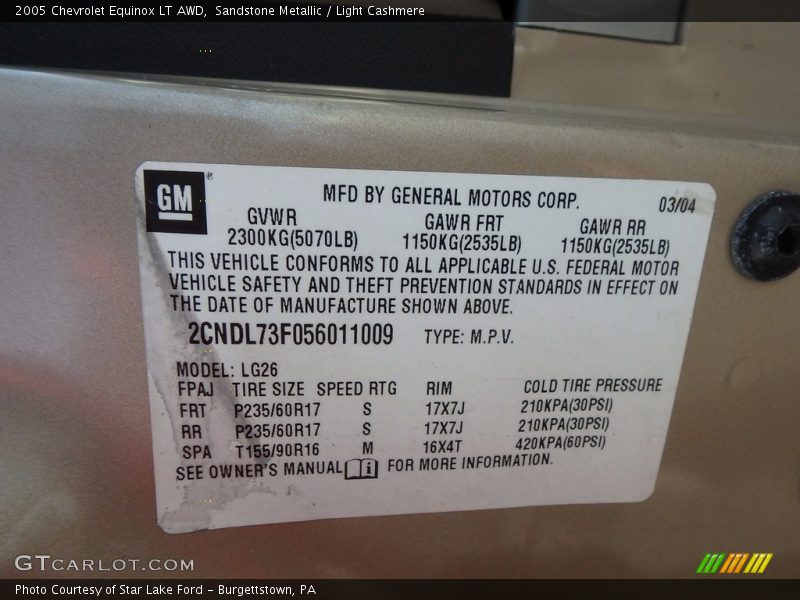 2005 Chevrolet Equinox LT AWD, Sandstone Metallic / Light Cashmere
GM®
MFD BY GENERAL MOTORS CORP. 03/04
GVWR GAWR FRT GAWR RR
2300KG(5070LB) 1150KG(2535LB) 1150KG(2535LB)
THIS VEHICLE CONFORMS TO ALL APPLICABLE U.S. FEDERAL MOTOR
VEHICLE SAFETY AND THEFT PREVENTION STANDARDS IN EFFECT ON
THE DATE OF MANUFACTURE SHOWN ABOVE.
2CNDL73F056011009 TYPE: M.P.V.
MODEL: LG26
FPAJ TIRE SIZE SPEED RTG RIM COLD TIRE PRESSURE
FRT P235/60R17 S 17X7J 210KPA(30PSI)
RR P235/60R17 S 17X7J 210KPA(30PSI)
SPA T155/90R16 M 16X4T 420KPA(60PSI)
SEE OWNER'S MANUAL i FOR MORE INFORMATION.
GTCARLOT.COM
Photo Courtesy of Star Lake Ford - Burgettstown, PA